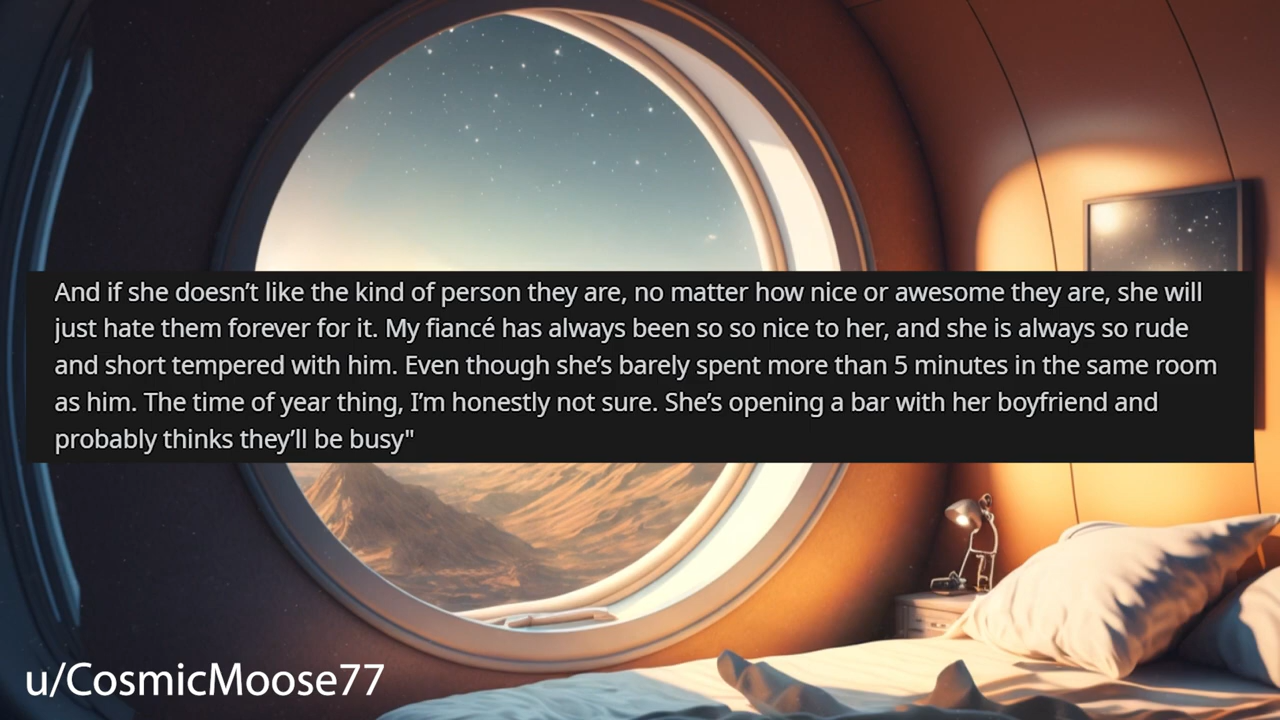 And if she doesn’t like the kind of person they are, no matter how nice or awesome they are, she will
just hate them forever for it. My fiancé has always been so so nice to her, and she is always so rude
and short tempered with him. Even though she’s barely spent more than 5 minutes in the same room
as him. The time of year thing, I’m honestly not sure. She’s opening a bar with her boyfriend and
probably thinks they’ll be busy"
u/CosmicMoose77